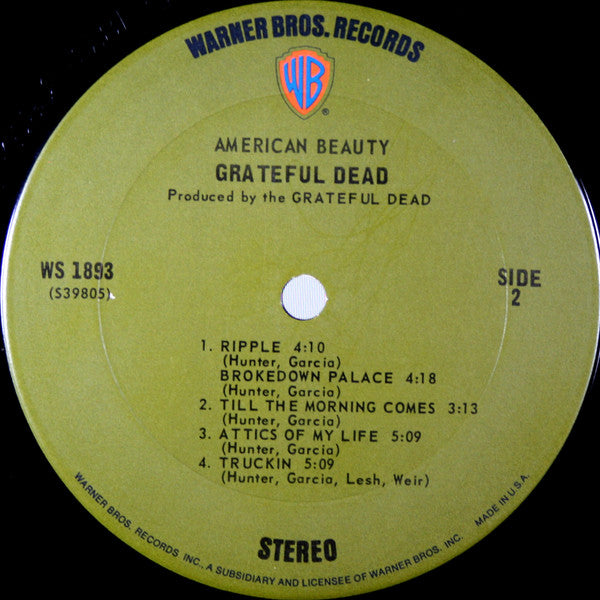 WARNER BROS. RECORDS
WB
®
AMERICAN BEAUTY
GRATEFUL DEAD
Produced by the GRATEFUL DEAD
WS 1893
(S39805)
SIDE
2
1. RIPPLE 4:10
(Hunter, Garcia)
BROKEDOWN PALACE 4:18
(Hunter, Garcia)
2. TILL THE MORNING COMES 3:13
(Hunter, Garcia)
3. ATTICS OF MY LIFE 5:09
(Hunter, Garcia)
4. TRUCKIN 5:09
(Hunter, Garcia, Lesh, Weir)
STEREO
WARNER BROS. RECORDS INC., A SUBSIDIARY AND LICENSEE OF WARNER BROS. INC.
MADE IN U.S.A.